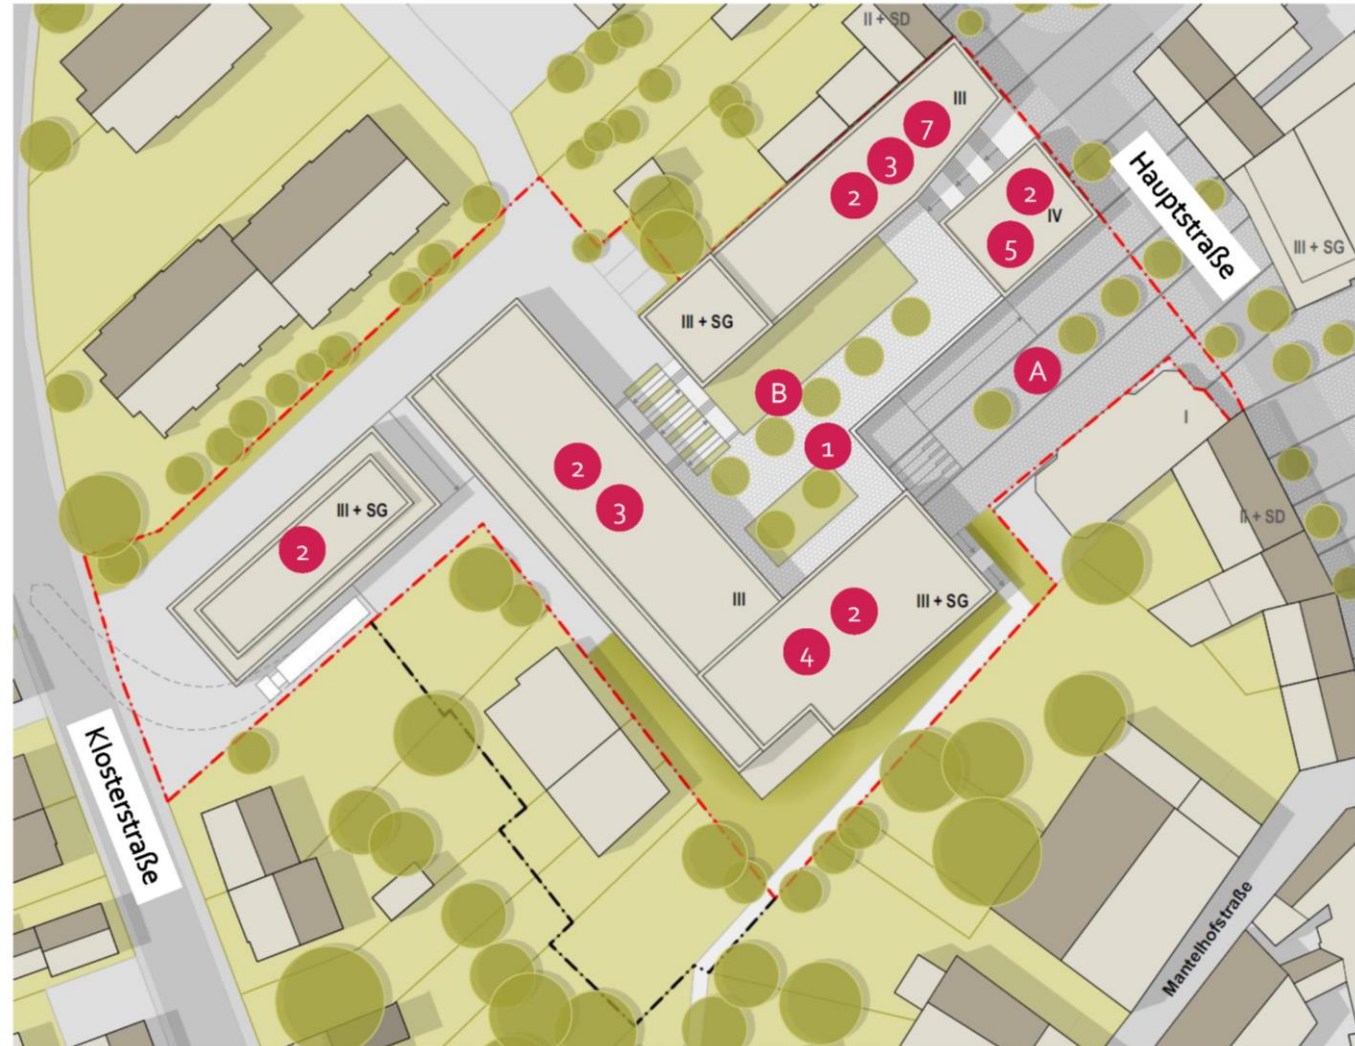 II + SD
III
7
3
2
Hauptstraße
2
IV
5
III + SG
III + SG
A
B
1
I
2
3
III + SG
2
II + SD
III
2
III + SG
4
Klosterstraße
Mantelhofstraße